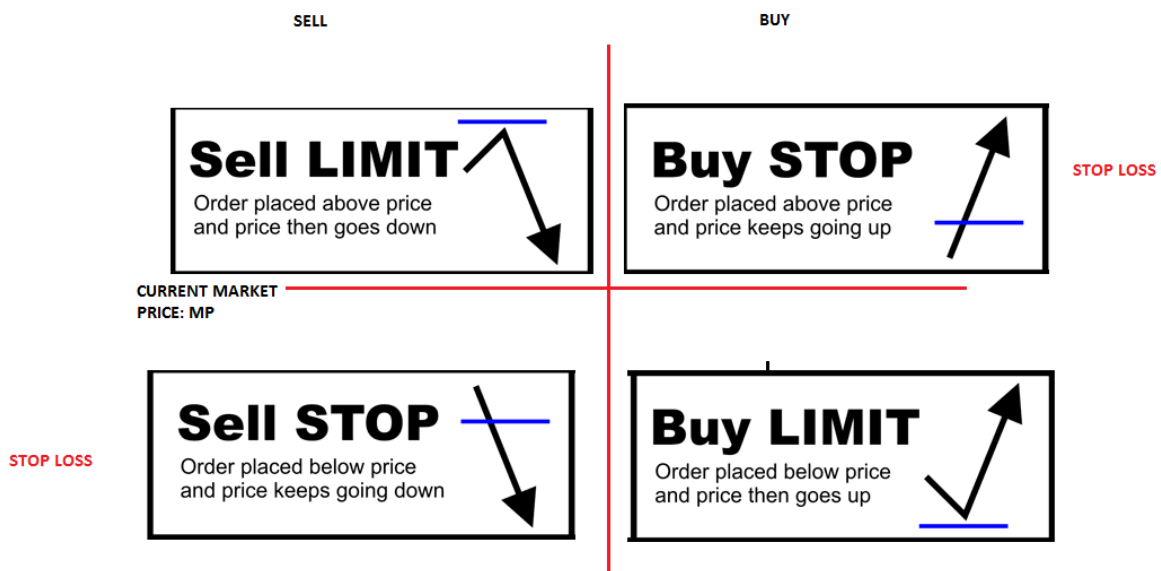 SELL
BUY
Sell LIMIT
Order placed above price
and price then goes down
Buy STOP
Order placed above price
and price keeps going up
STOP LOSS
CURRENT MARKET
PRICE: MP
Sell STOP
Order placed below price
and price keeps going down
STOP LOSS
Buy LIMIT
Order placed below price
and price then goes up